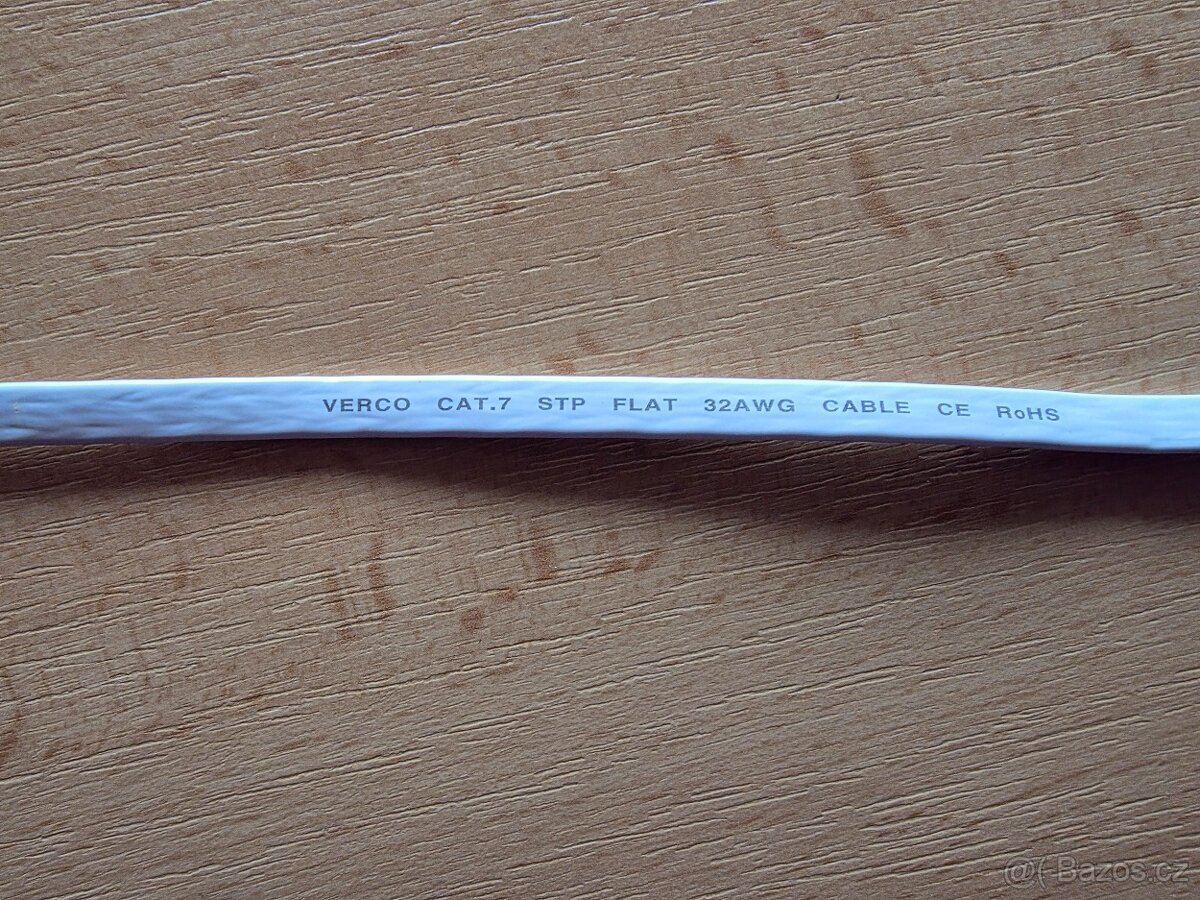 VERCO CAT.7 STP FLAT 32AWG CABLE CE RoHS
@( Bazos.cz